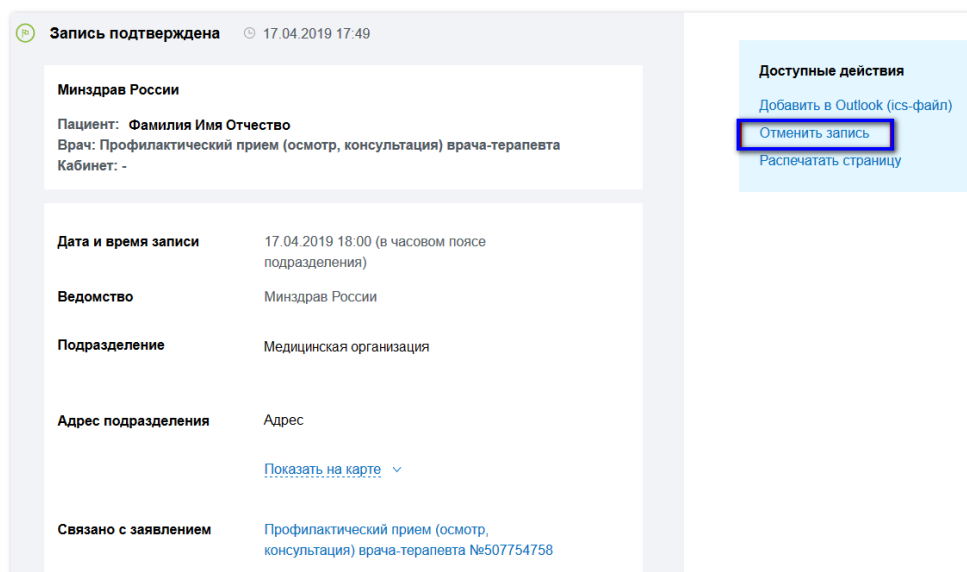 Запись подтверждена 17.04.2019 17:49
Минздрав России
Пациент: Фамилия Имя Отчество
Врач: Профилактический прием (осмотр, консультация) врача-терапевта
Кабинет: -
Дата и время записи 17.04.2019 18:00 (в часовом поясе
подразделения)
Ведомство Минздрав России
Подразделение Медицинская организация
Адрес подразделения Адрес
Показать на карте
Связано с заявлением Профилактический прием (осмотр,
консультация) врача-терапевта №507754758
Доступные действия
Добавить в Outlook (ics-файл)
Отменить запись
Распечатать страницу